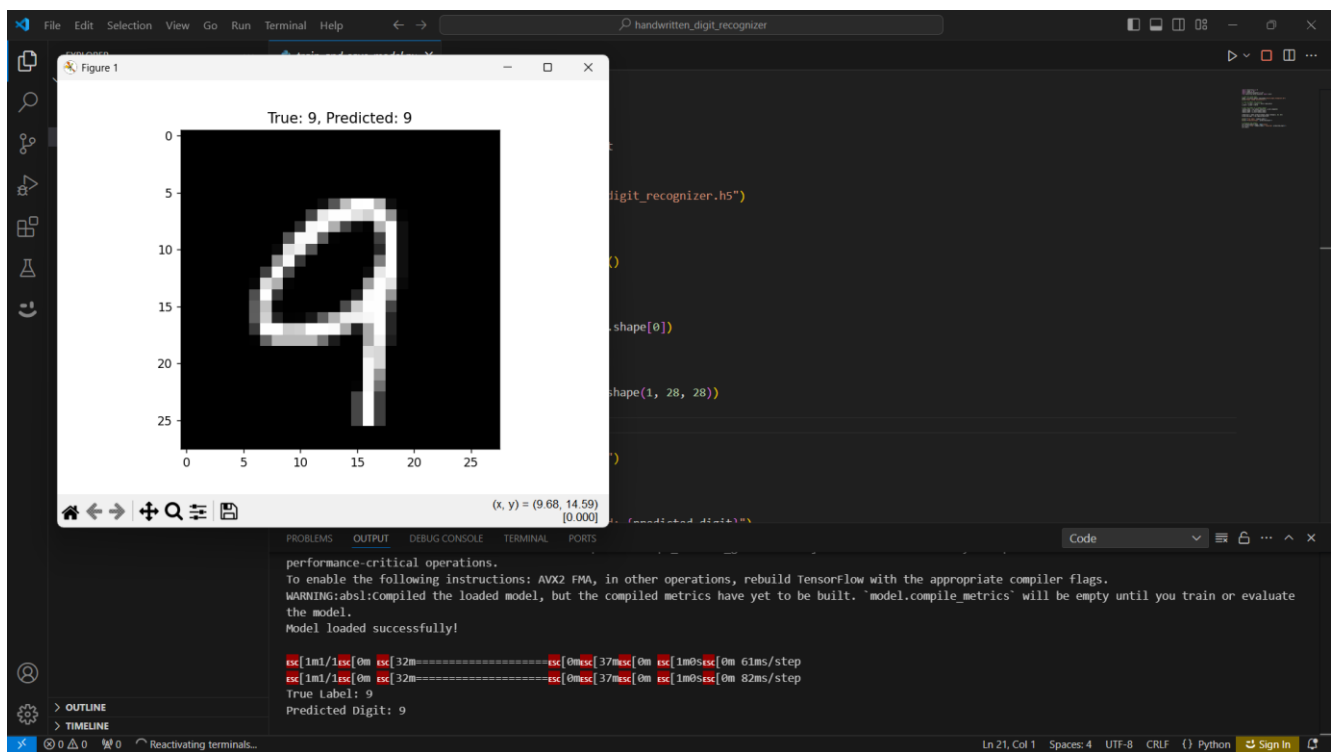 File Edit Selection View Go Run Terminal Help
handwritten_digit_recognizer
Figure 1
True: 9, Predicted: 9
0
5
10
15
20
25
0 5 10 15 20 25
(x, y) = (9.68, 14.59)
[0.000]
digit_recognizer.h5")
()
.shape[0])
shape(1, 28, 28))
")
PROBLEMS OUTPUT DEBUG CONSOLE TERMINAL PORTS
Code
performance-critical operations.
To enable the following instructions: AVX2 FMA, in other operations, rebuild TensorFlow with the appropriate compiler flags.
WARNING:absl:Compiled the loaded model, but the compiled metrics have yet to be built. `model.compile_metrics` will be empty until you train or evaluate
the model.
Model loaded successfully!
ESC[1m1/1ESC[0m ESC[32m━━━━━━━━━━━━━━━━━━━━ESC[0mESC[37mESC[0m ESC[1m0sESC[0m 61ms/step
ESC[1m1/1ESC[0m ESC[32m━━━━━━━━━━━━━━━━━━━━ESC[0mESC[37mESC[0m ESC[1m0sESC[0m 82ms/step
True Label: 9
Predicted Digit: 9
OUTLINE
TIMELINE
0 0 0 Reactivating terminals...
Ln 21, Col 1 Spaces: 4 UTF-8 CRLF {} Python Sign In